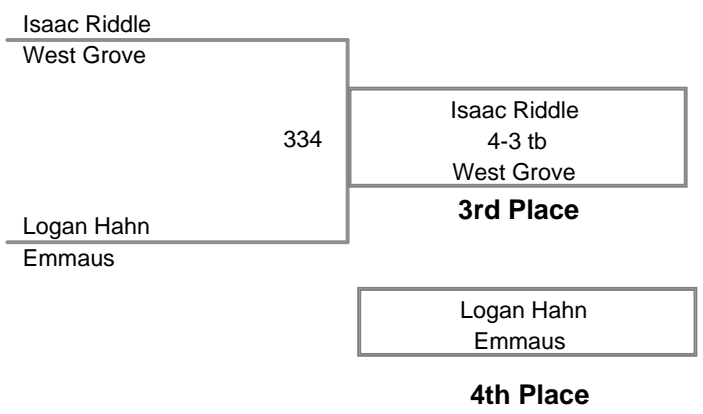 Isaac Riddle
West Grove
334
Isaac Riddle
4-3 tb
West Grove
3rd Place
Logan Hahn
Emmaus
Logan Hahn
Emmaus
4th Place